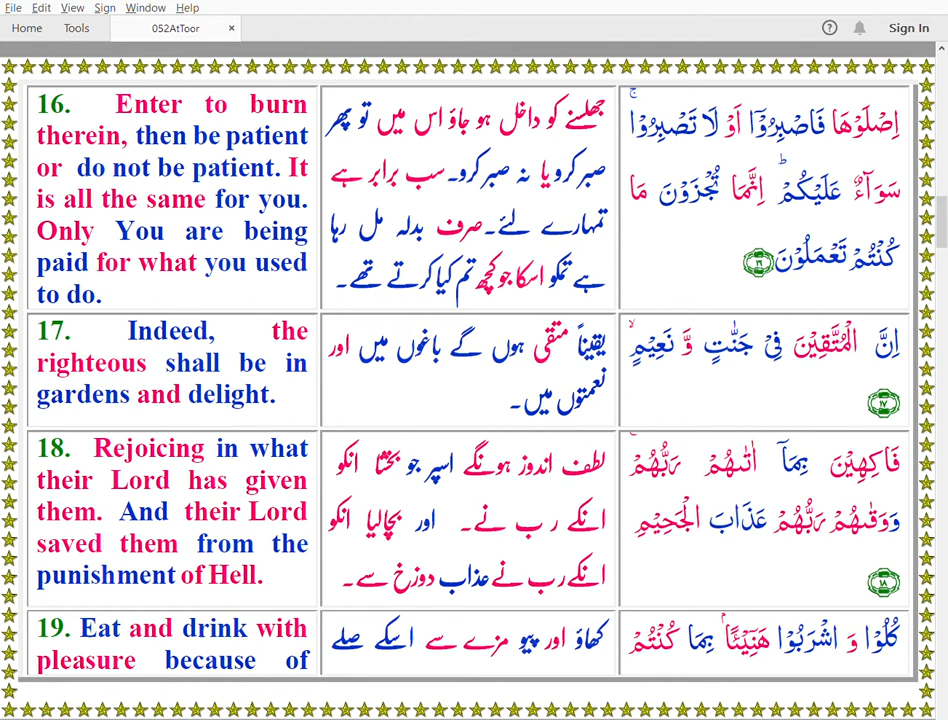 File Edit View Sign Window Help
Home Tools 052AtToor × Sign In
16. Enter to burn
therein, then be patient
or do not be patient. It
is all the same for you.
Only You are being
paid for what you used
to do.
جھلسنے کو داخل ہو جاؤ اس میں تو پھر
صبر کرو یا نہ صبر کرو۔ سب برابر ہے
تمہارے لئے۔ صرف بدلہ مل رہا
ہے تمکو اسکا جو کچھ تم کیا کرتے تھے۔
اِصْلَوْهَا فَاصْبِرُوْۤا اَوْ لَا تَصْبِرُوْا ۚ
سَوَآءٌ عَلَيْكُمْ ؕ اِنَّمَا تُجْزَوْنَ مَا
كُنْتُمْ تَعْمَلُوْنَ ١٦
17. Indeed, the
righteous shall be in
gardens and delight.
یقیناً متقی ہوں گے باغوں میں اور
نعمتوں میں۔
اِنَّ الْمُتَّقِيْنَ فِيْ جَنّٰتٍ وَّ نَعِيْمٍ ۙ
١٧
18. Rejoicing in what
their Lord has given
them. And their Lord
saved them from the
punishment of Hell.
لطف اندوز ہونگے اسپر جو بخشا انکو
انکے رب نے۔ اور بچالیا انکو
انکے رب نے عذاب دوزخ سے۔
فَاكِهِيْنَ بِمَاۤ اٰتٰىهُمْ رَبُّهُمْ ۚ
وَوَقٰىهُمْ رَبُّهُمْ عَذَابَ الْجَحِيْمِ
١٨
19. Eat and drink with
pleasure because of
کھاؤ اور پیو مزے سے اسکے صلے
كُلُوْا وَ اشْرَبُوْا هَنِيْٓـئًۢا بِمَا كُنْتُمْ